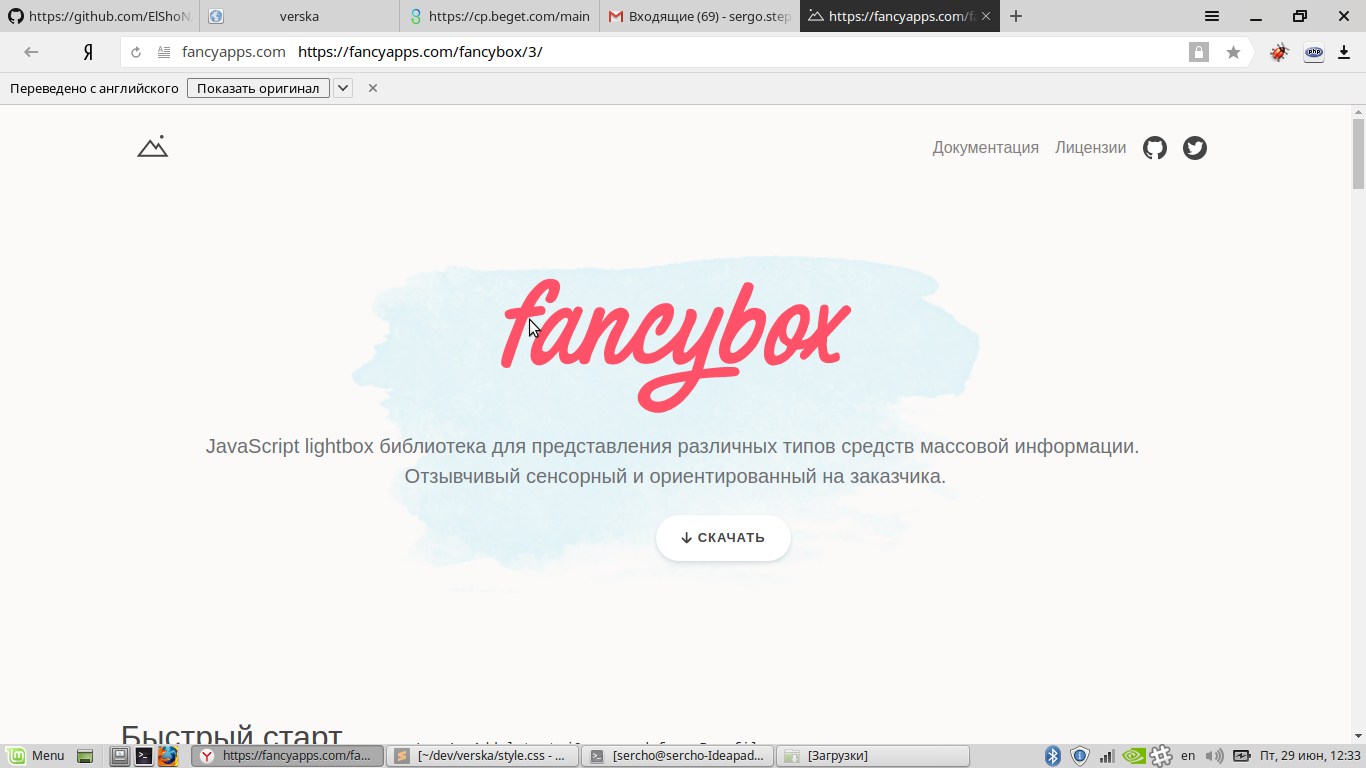 https://github.com/ElShoN
verska
https://cp.beget.com/main
Входящие (69) - sergo.step
https://fancyapps.com/f
Я
fancyapps.com https://fancyapps.com/fancybox/3/
php
Переведено с английского
Показать оригинал
Документация
Лицензии
fancybox
JavaScript lightbox библиотека для представления различных типов средств массовой информации.
Отзывчивый сенсорный и ориентированный на заказчика.
СКАЧАТЬ
Быстрый старт
Menu
https://fancyapps.com/fa...
[~/dev/verska/style.css - ...
[sercho@sercho-Ideapad...
[Загрузки]
en
Пт, 29 июн, 12:33